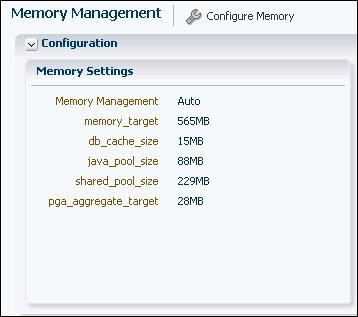 Memory Management Configure Memory
Configuration
Memory Settings
Memory Management Auto
memory_target 565MB
db_cache_size 15MB
java_pool_size 88MB
shared_pool_size 229MB
pga_aggregate_target 28MB